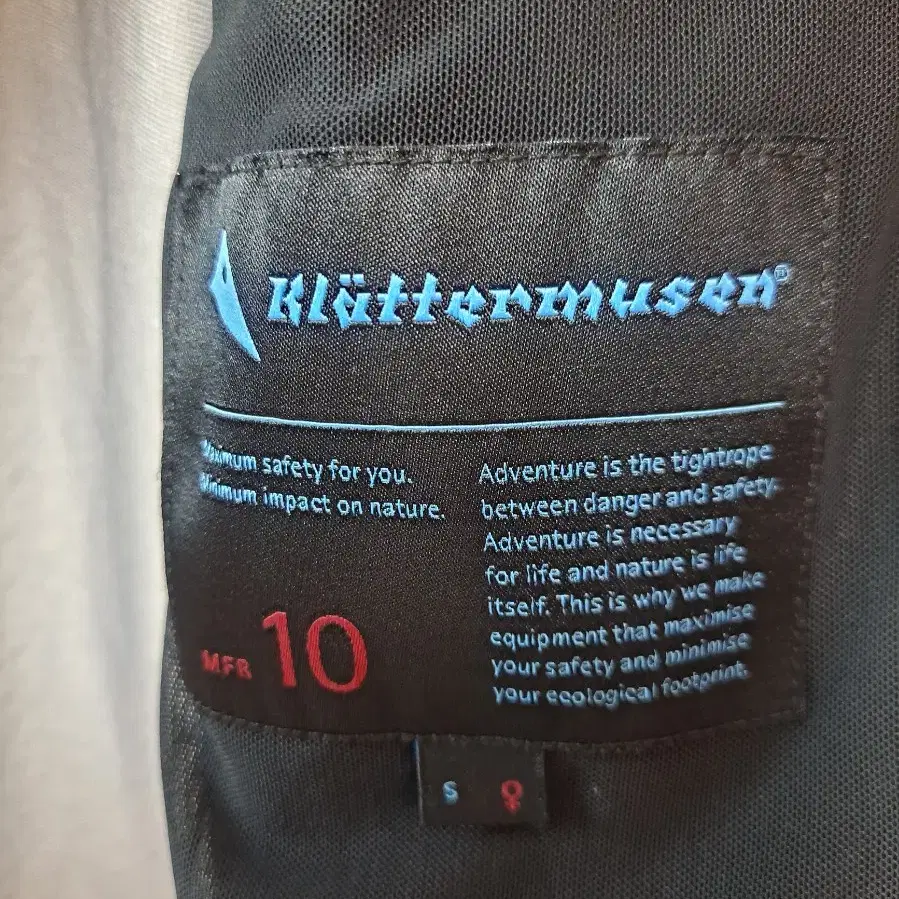 Klättermusen®
Maximum safety for you.
Minimum impact on nature.
Adventure is the tightrope
between danger and safety.
Adventure is necessary
for life and nature is life
itself. This is why we make
equipment that maximise
your safety and minimise
your ecological footprint.
MFR 10
S ♀